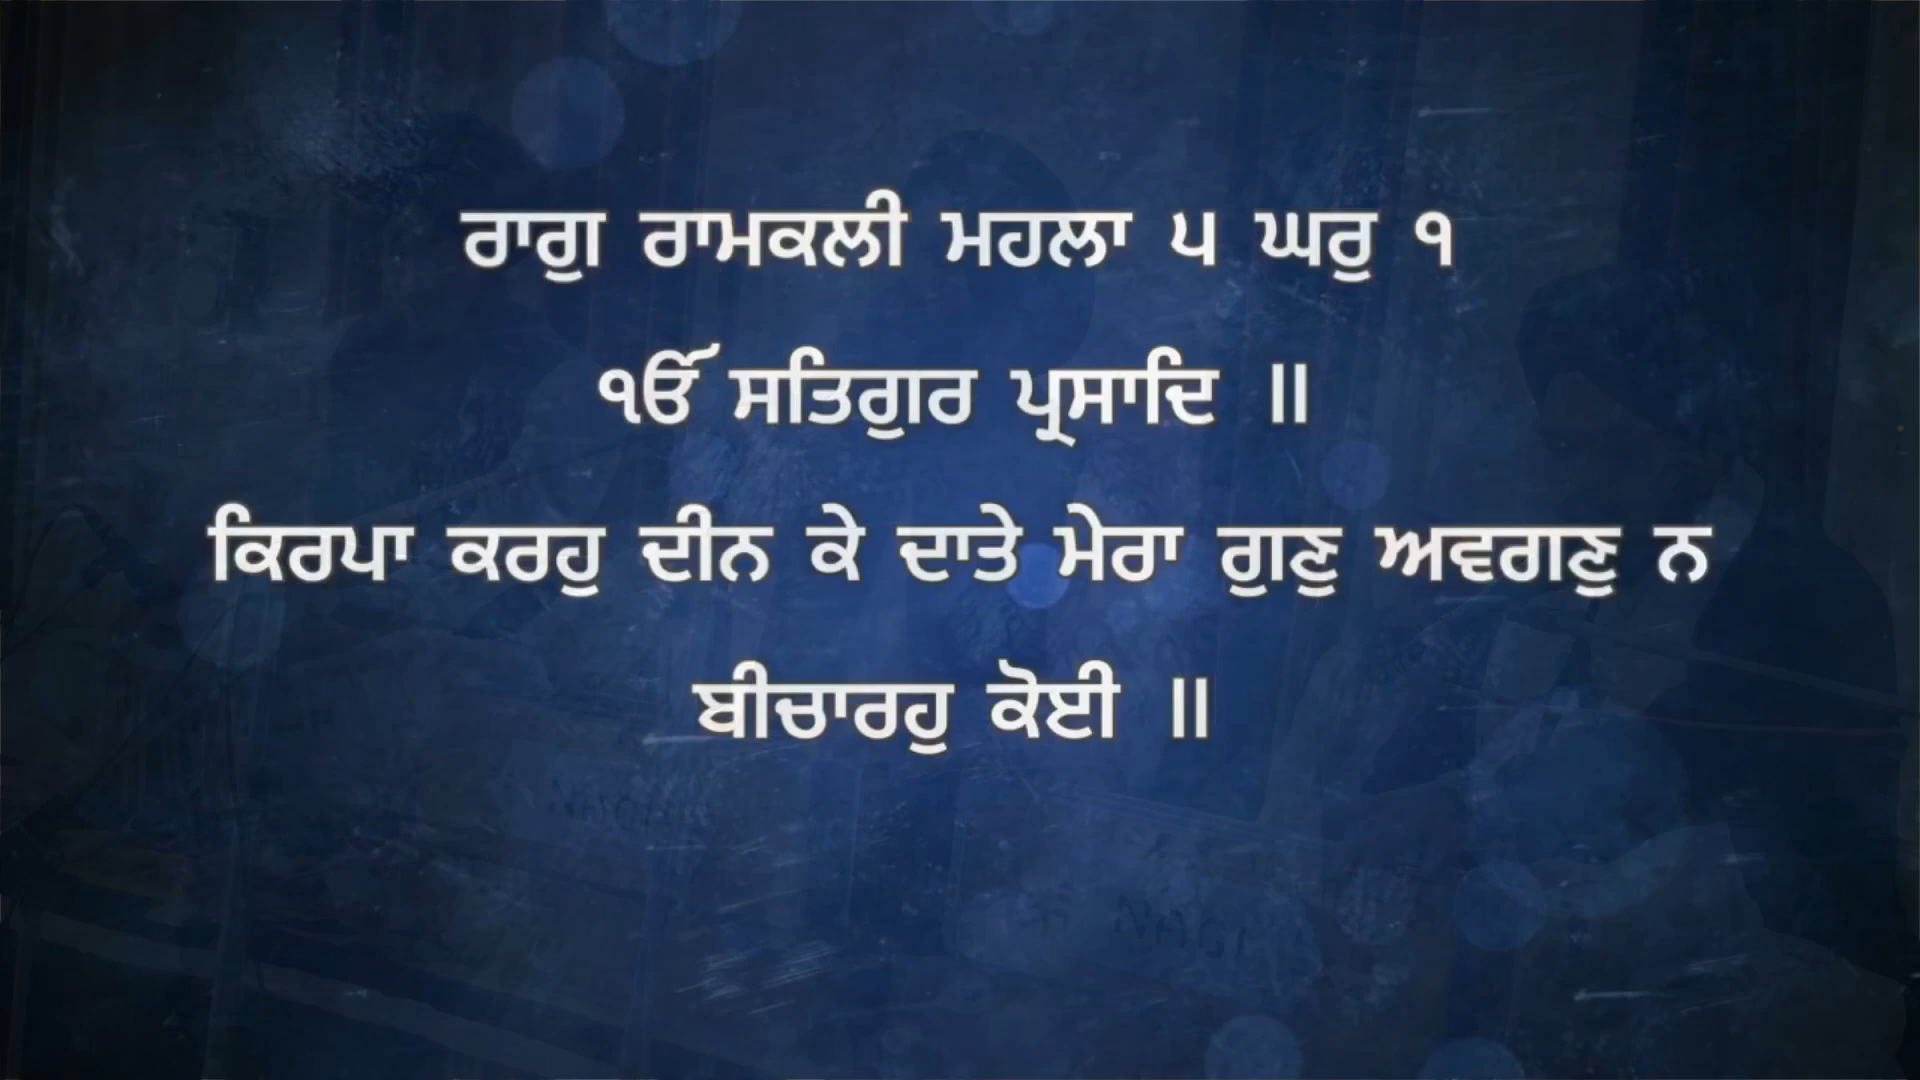 ਰਾਗੁ ਰਾਮਕਲੀ ਮਹਲਾ ੫ ਘਰੁ ੧
ੴ ਸਤਿਗੁਰ ਪ੍ਰਸਾਦਿ ॥
ਕਿਰਪਾ ਕਰਹੁ ਦੀਨ ਕੇ ਦਾਤੇ ਮੇਰਾ ਗੁਣੁ ਅਵਗਣੁ ਨ
ਬੀਚਾਰਹੁ ਕੋਈ ॥